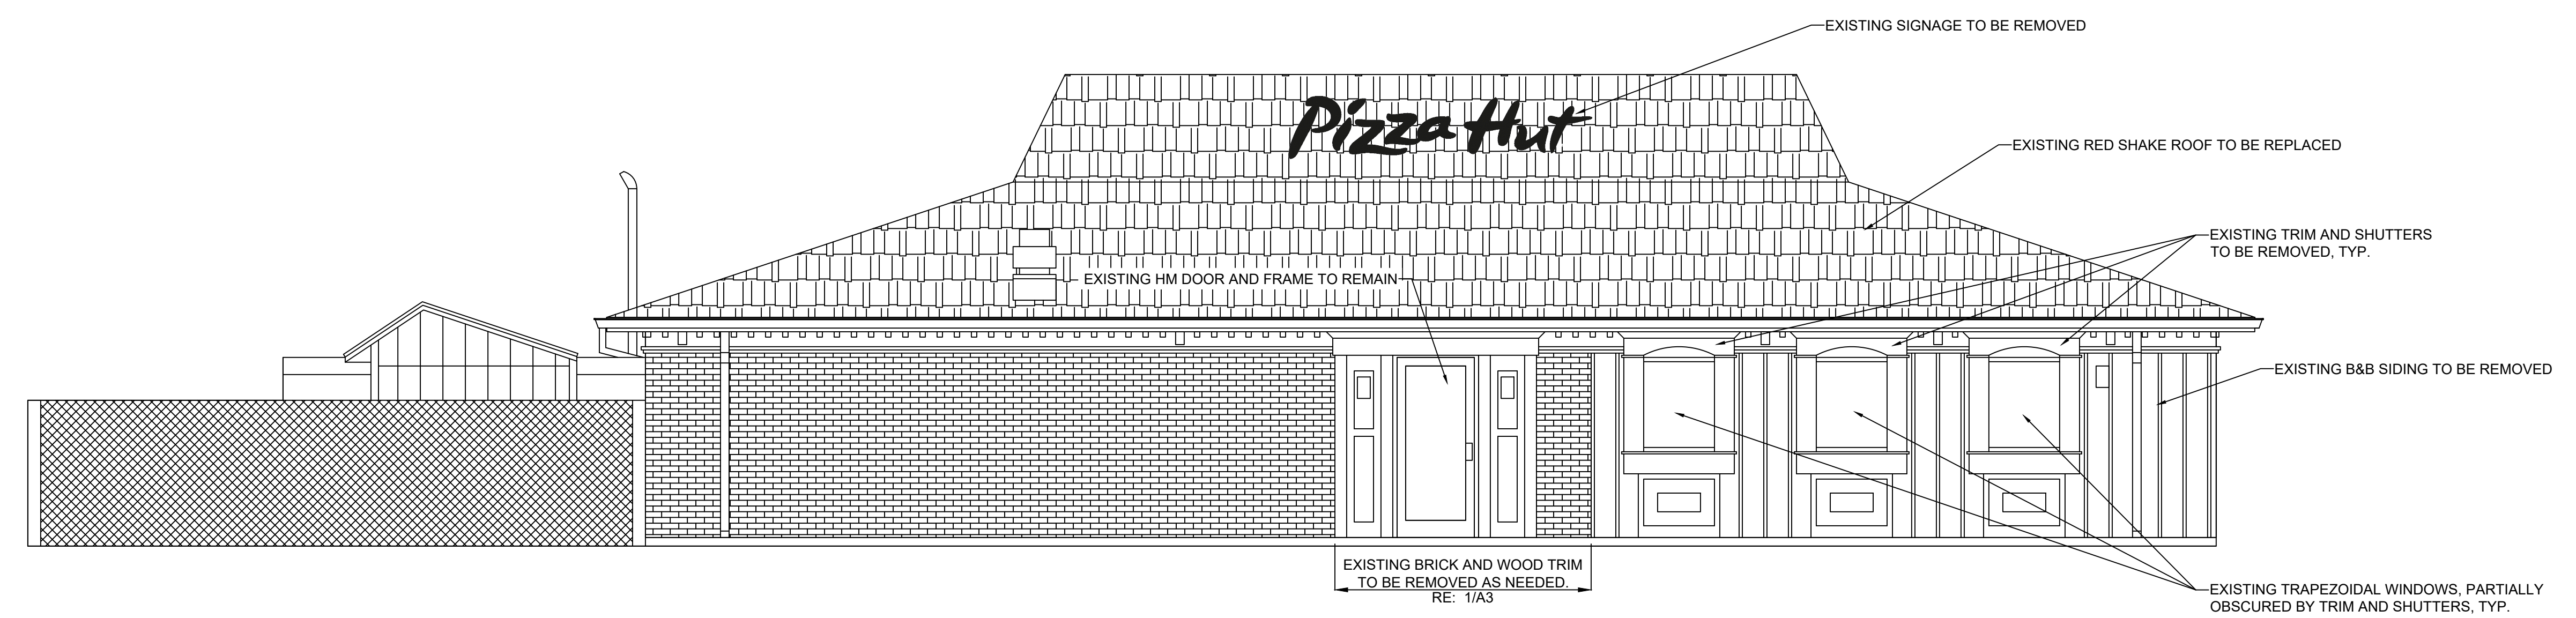 EXISTING SIGNAGE TO BE REMOVED
Pizza Hut
EXISTING RED SHAKE ROOF TO BE REPLACED
EXISTING TRIM AND SHUTTERS
TO BE REMOVED, TYP.
EXISTING HM DOOR AND FRAME TO REMAIN
EXISTING B&B SIDING TO BE REMOVED
EXISTING BRICK AND WOOD TRIM
TO BE REMOVED AS NEEDED.
RE: 1/A3
EXISTING TRAPEZOIDAL WINDOWS, PARTIALLY
OBSCURED BY TRIM AND SHUTTERS, TYP.